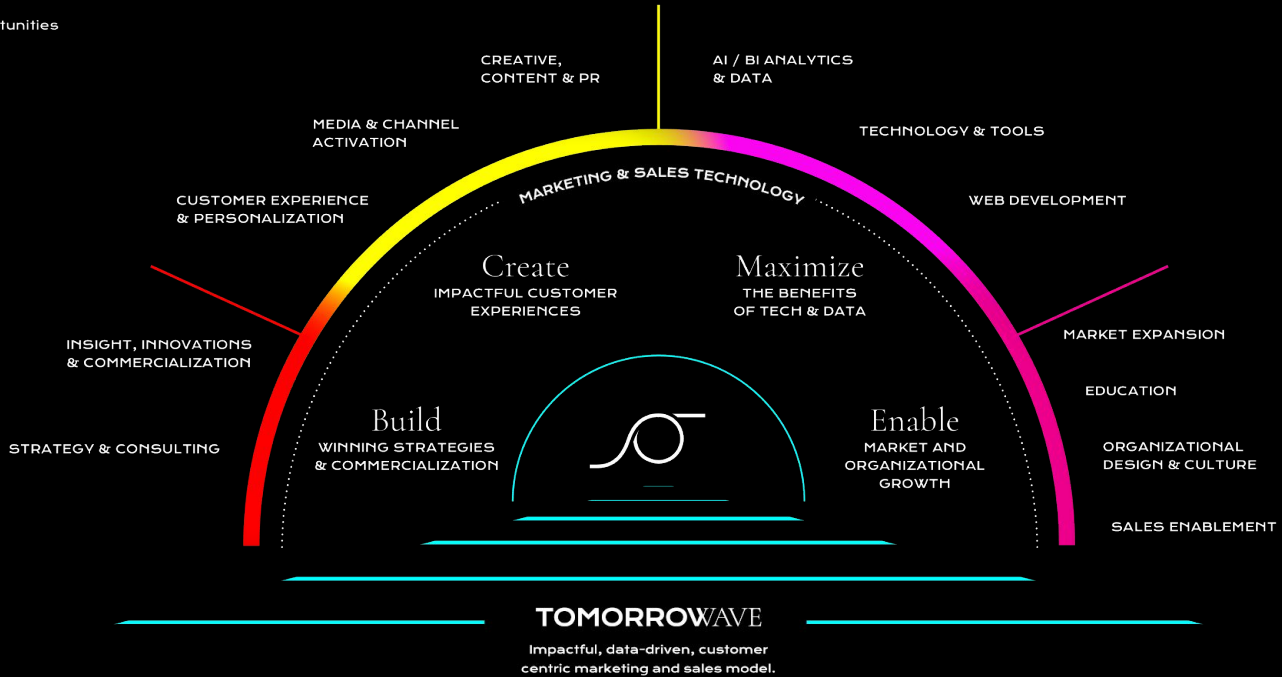 tunities
CREATIVE,
CONTENT & PR
AI / BI ANALYTICS
& DATA
MEDIA & CHANNEL
ACTIVATION
TECHNOLOGY & TOOLS
CUSTOMER EXPERIENCE
& PERSONALIZATION
WEB DEVELOPMENT
MARKETING & SALES TECHNOLOGY
Create
IMPACTFUL CUSTOMER
EXPERIENCES
Maximize
THE BENEFITS
OF TECH & DATA
INSIGHT, INNOVATIONS
& COMMERCIALIZATION
MARKET EXPANSION
EDUCATION
STRATEGY & CONSULTING
Build
WINNING STRATEGIES
& COMMERCIALIZATION
Enable
MARKET AND
ORGANIZATIONAL
GROWTH
ORGANIZATIONAL
DESIGN & CULTURE
SALES ENABLEMENT
TOMORROWAVE
Impactful, data-driven, customer
centric marketing and sales model.